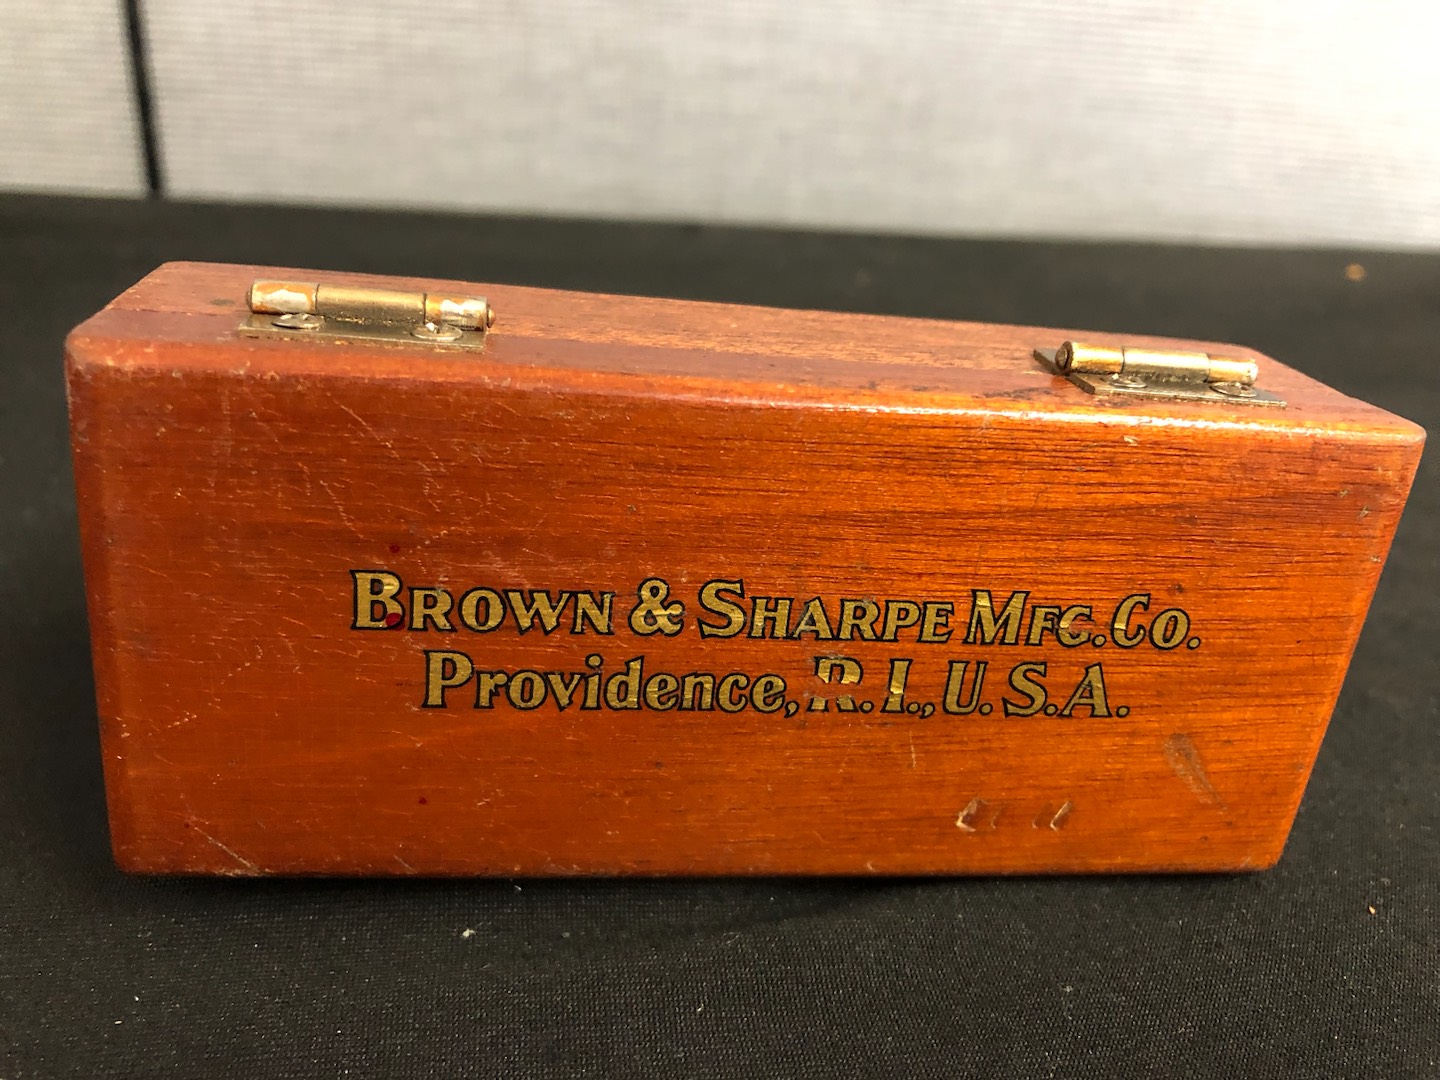 BROWN & SHARPE MFG. CO.
Providence, R. I., U. S. A.